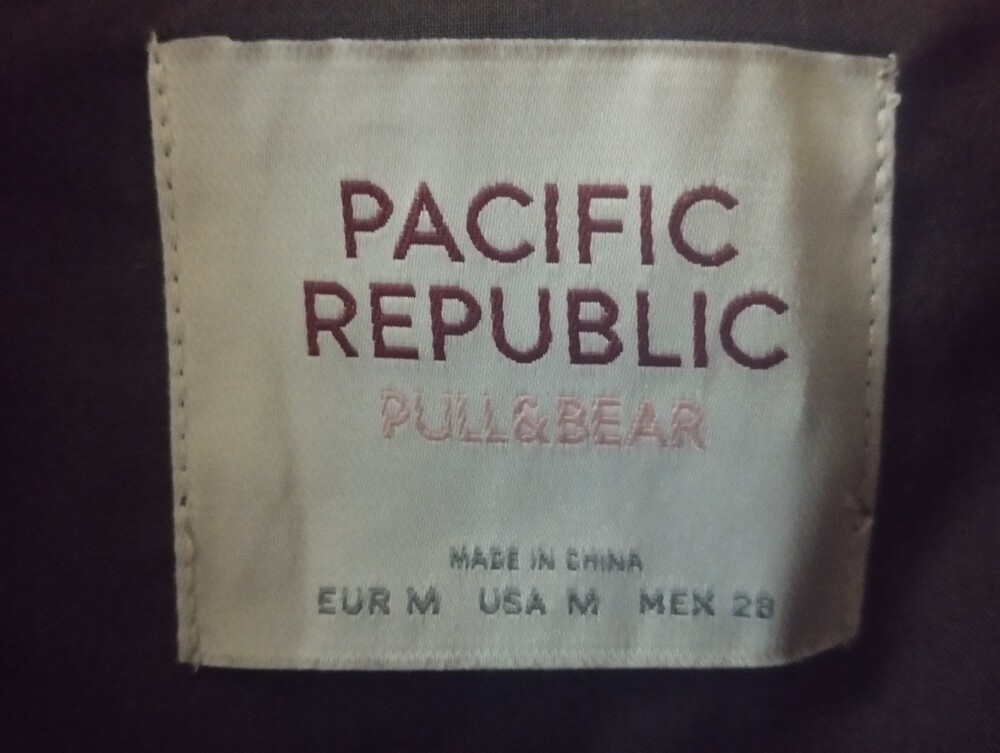 PACIFIC
REPUBLIC
PULL&BEAR
MADE IN CHINA
EUR M USA M MEX 28